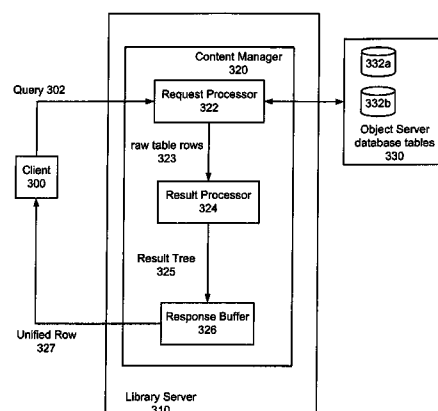 Content Manager
320
Query 302
Request Processor
322
332a
332b
Object Server
database tables
330
raw table rows
323
Client
300
Result Processor
324
Result Tree
325
Response Buffer
326
Unified Row
327
Library Server
310